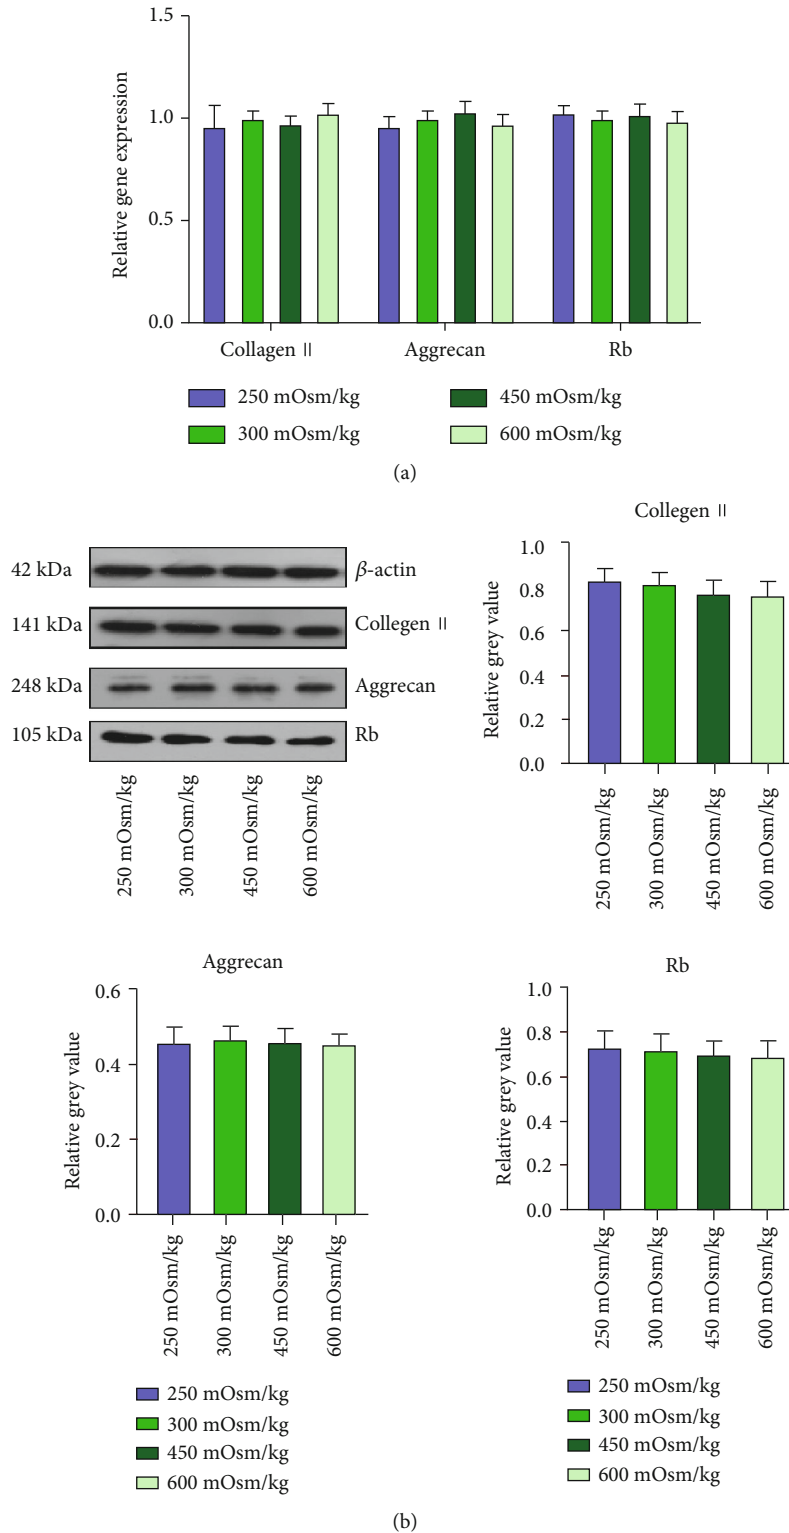 1.5
1.0
0.5
0.0
Relative gene expression
Collagen II Aggrecan Rb
250 mOsm/kg 450 mOsm/kg
300 mOsm/kg 600 mOsm/kg
(a)
42 kDa β-actin
141 kDa Collegen II
248 kDa Aggrecan
105 kDa Rb
250 mOsm/kg
300 mOsm/kg
450 mOsm/kg
600 mOsm/kg
Collegen II
1.0
0.8
0.6
0.4
0.2
0.0
Relative grey value
250 mOsm/kg
300 mOsm/kg
450 mOsm/kg
600 mOsm/kg
Aggrecan
0.6
0.4
0.2
0.0
Relative grey value
250 mOsm/kg
300 mOsm/kg
450 mOsm/kg
600 mOsm/kg
250 mOsm/kg
300 mOsm/kg
450 mOsm/kg
600 mOsm/kg
Rb
1.0
0.8
0.6
0.4
0.2
0.0
Relative grey value
250 mOsm/kg
300 mOsm/kg
450 mOsm/kg
600 mOsm/kg
250 mOsm/kg
300 mOsm/kg
450 mOsm/kg
600 mOsm/kg
(b)